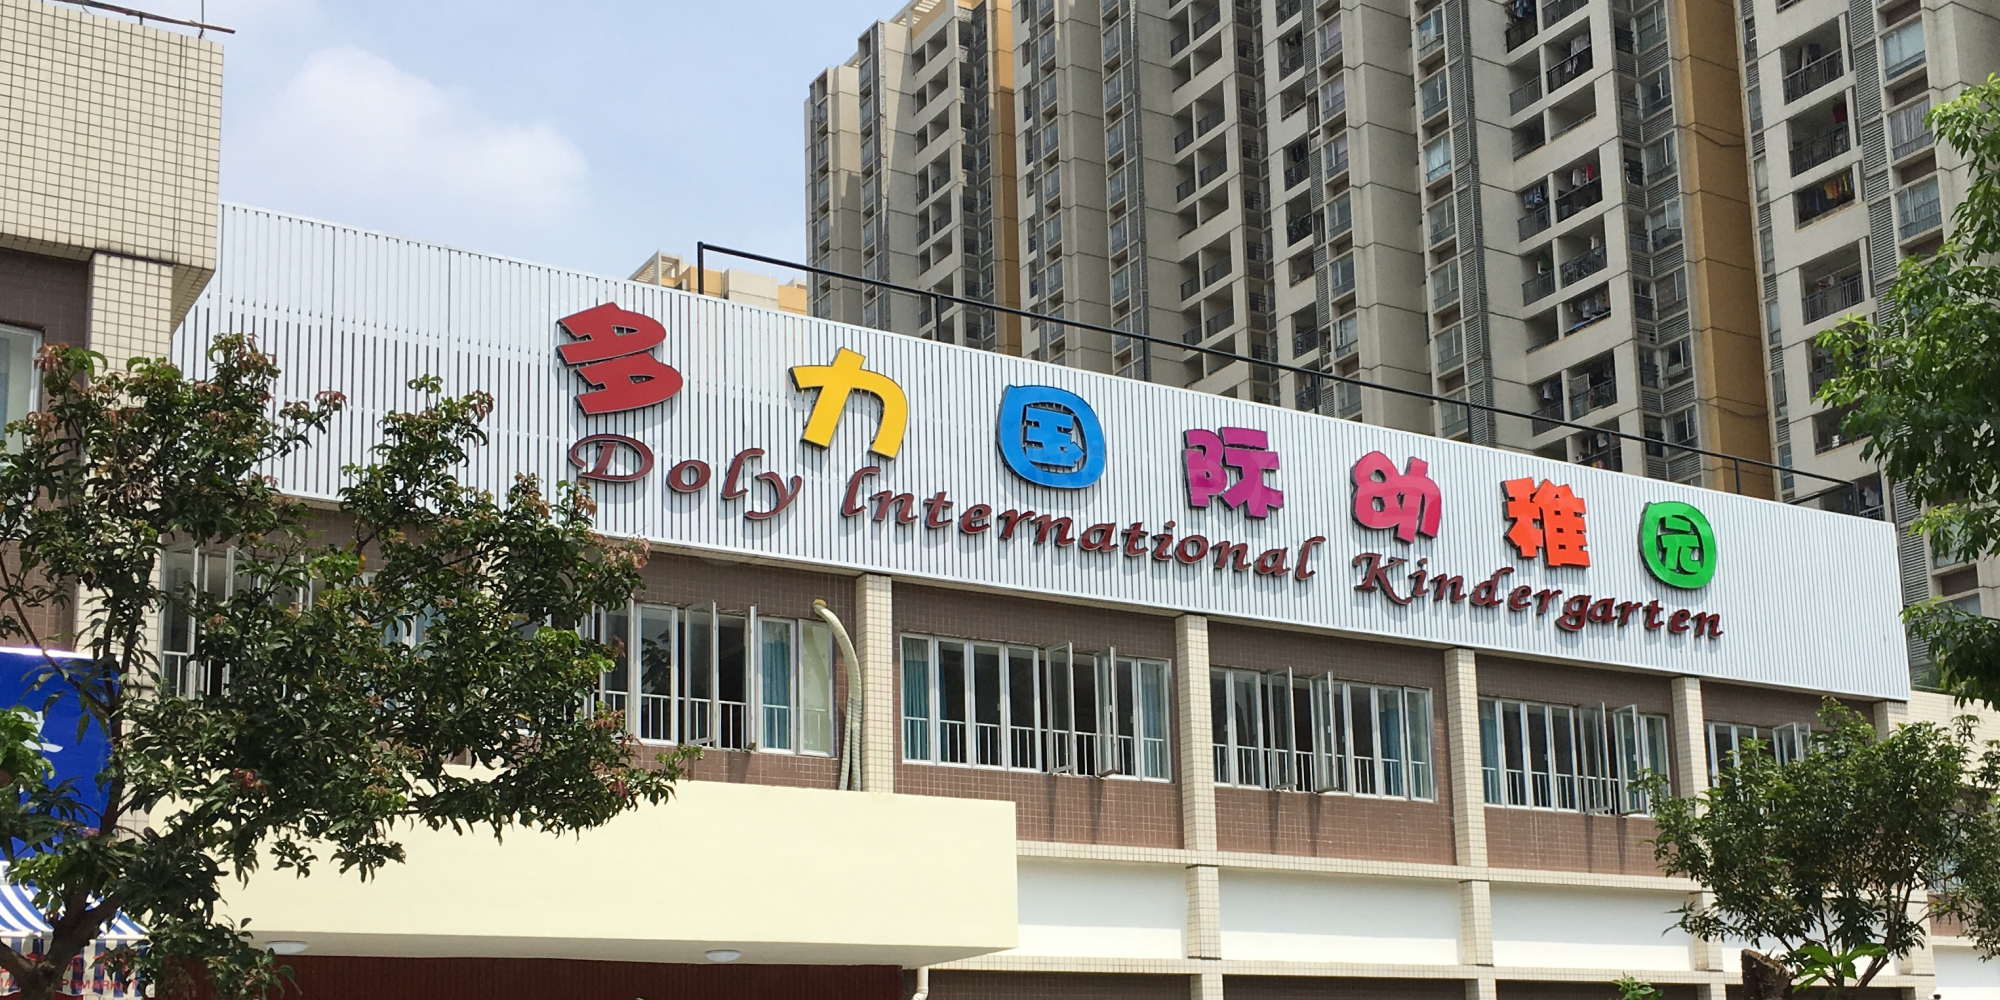 多力国际幼稚园
Doly International Kindergarten